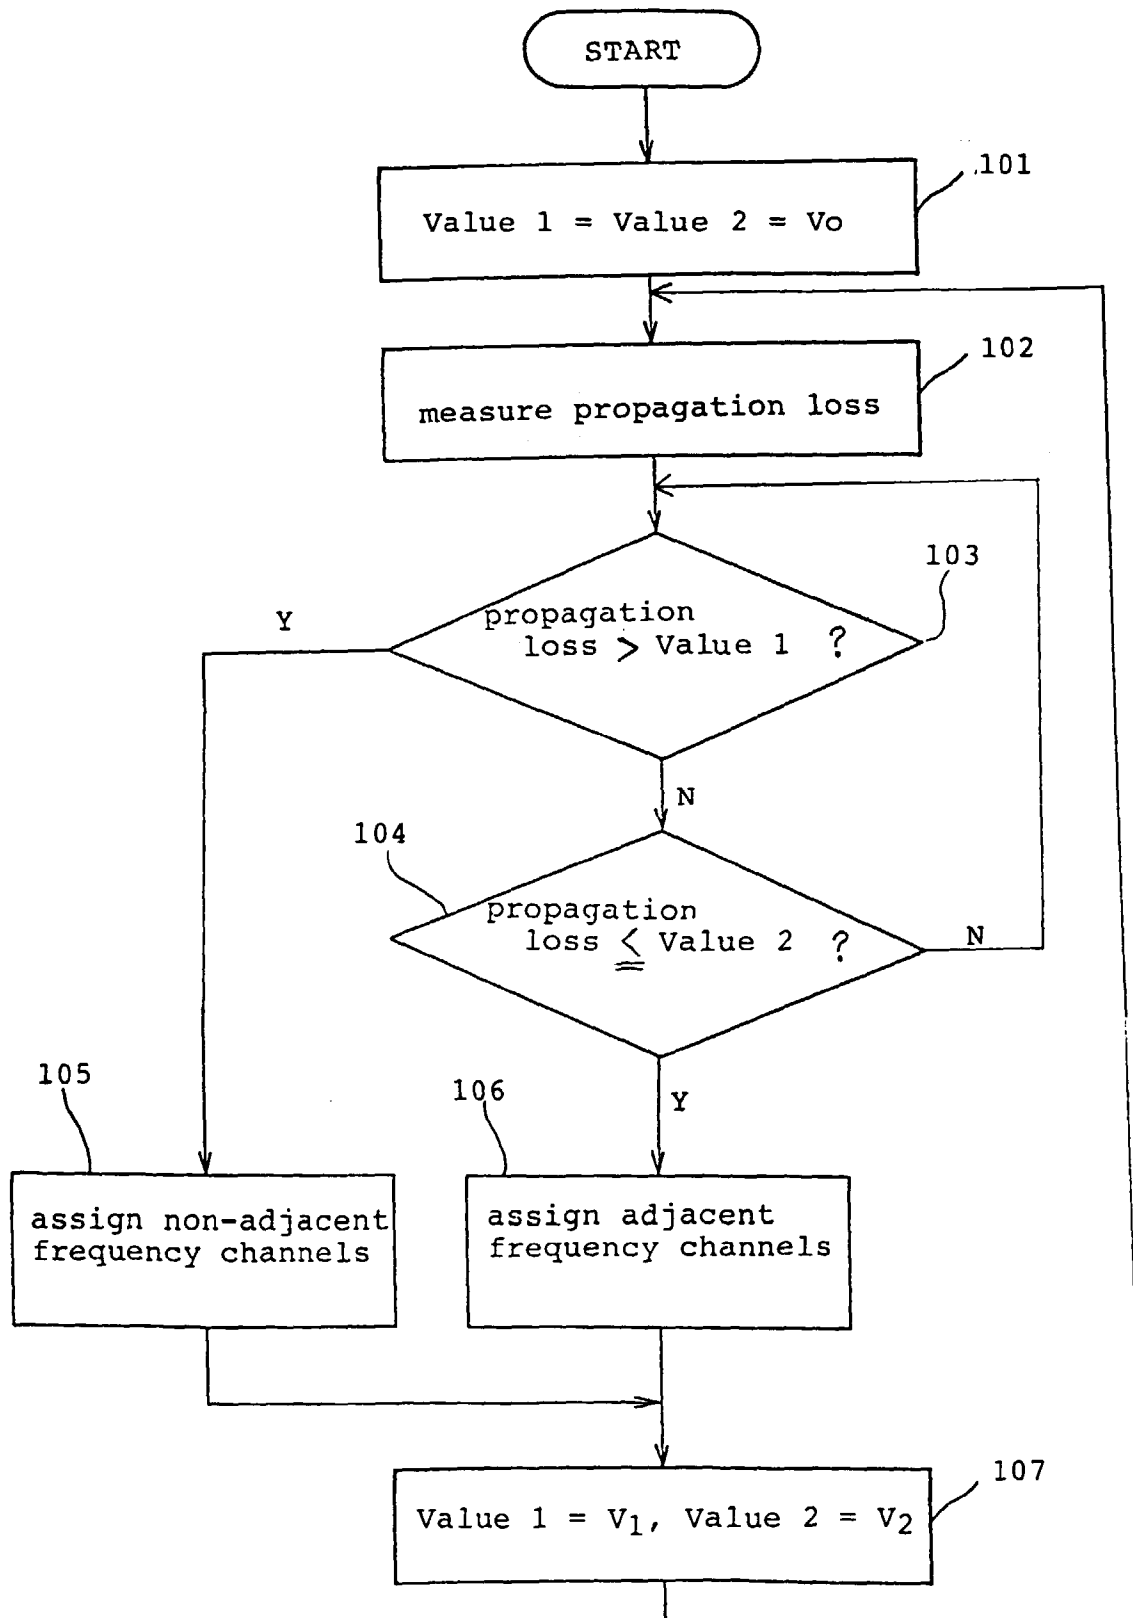 START
101
Value 1 = Value 2 = Vo
102
measure propagation loss
103
Y
propagation
loss > Value 1 ?
N
104
propagation
loss ≦ Value 2 ?
N
105
106
Y
assign non-adjacent
frequency channels
assign adjacent
frequency channels
107
Value 1 = V1, Value 2 = V2